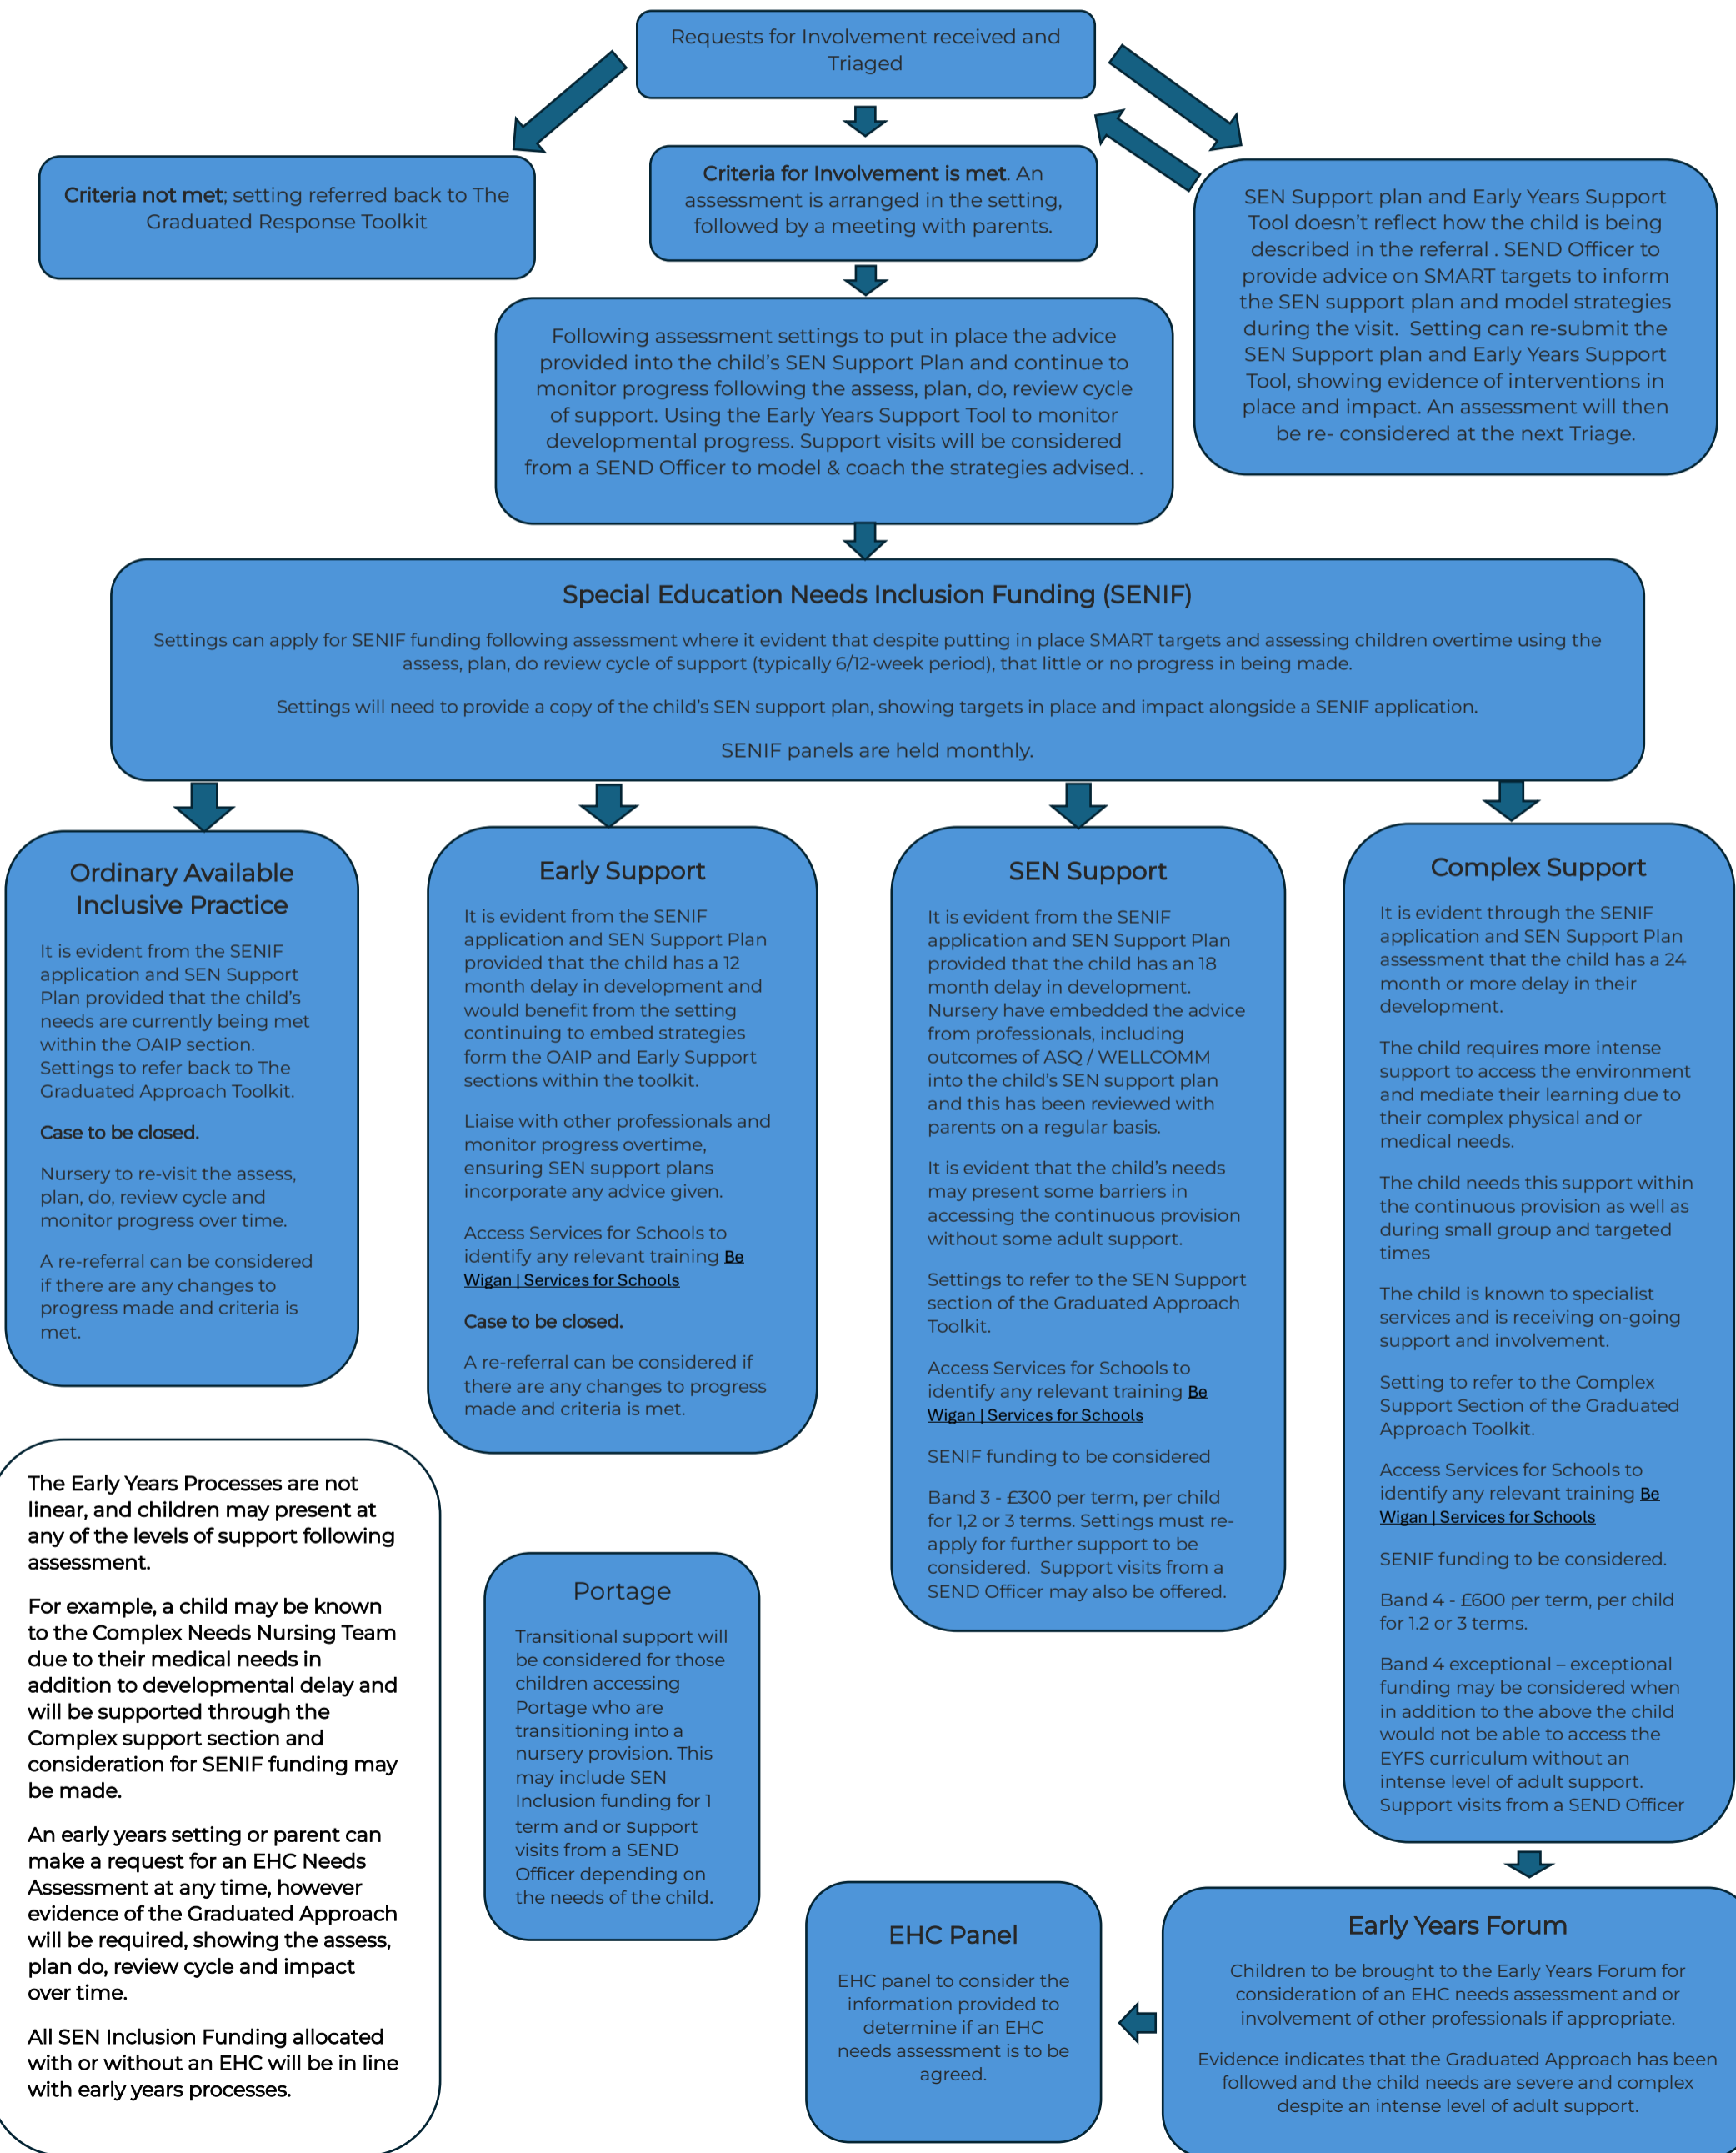 Requests for Involvement received and
Triaged
Criteria not met; setting referred back to The
Graduated Response Toolkit
Criteria for Involvement is met. An
assessment is arranged in the setting,
followed by a meeting with parents.
SEN Support plan and Early Years Support
Tool doesn’t reflect how the child is being
described in the referral . SEND Officer to
provide advice on SMART targets to inform
the SEN support plan and model strategies
during the visit.  Setting can re-submit the
SEN Support plan and Early Years Support
Tool, showing evidence of interventions in
place and impact. An assessment will then
be re- considered at the next Triage.
Following assessment settings to put in place the advice
provided into the child’s SEN Support Plan and continue to
monitor progress following the assess, plan, do, review cycle
of support. Using the Early Years Support Tool to monitor
developmental progress. Support visits will be considered
from a SEND Officer to model & coach the strategies advised. .
Special Education Needs Inclusion Funding (SENIF)
Settings can apply for SENIF funding following assessment where it evident that despite putting in place SMART targets and assessing children overtime using the
assess, plan, do review cycle of support (typically 6/12-week period), that little or no progress in being made.
Settings will need to provide a copy of the child’s SEN support plan, showing targets in place and impact alongside a SENIF application.
SENIF panels are held monthly.
Ordinary Available
Inclusive Practice
It is evident from the SENIF
application and SEN Support
Plan provided that the child’s
needs are currently being met
within the OAIP section.
Settings to refer back to The
Graduated Approach Toolkit.
Case to be closed.
Nursery to re-visit the assess,
plan, do, review cycle and
monitor progress over time.
A re-referral can be considered
if there are any changes to
progress made and criteria is
met.
Early Support
It is evident from the SENIF
application and SEN Support Plan
provided that the child has a 12
month delay in development and
would benefit from the setting
continuing to embed strategies
form the OAIP and Early Support
sections within the toolkit.
Liaise with other professionals and
monitor progress overtime,
ensuring SEN support plans
incorporate any advice given.
Access Services for Schools to
identify any relevant training Be
Wigan | Services for Schools
Case to be closed.
A re-referral can be considered if
there are any changes to progress
made and criteria is met.
SEN Support
It is evident from the SENIF
application and SEN Support Plan
provided that the child has an 18
month delay in development.
Nursery have embedded the advice
from professionals, including
outcomes of ASQ / WELLCOMM
into the child’s SEN support plan
and this has been reviewed with
parents on a regular basis.
It is evident that the child’s needs
may present some barriers in
accessing the continuous provision
without some adult support.
Settings to refer to the SEN Support
section of the Graduated Approach
Toolkit.
Access Services for Schools to
identify any relevant training Be
Wigan | Services for Schools
SENIF funding to be considered
Band 3 - £300 per term, per child
for 1,2 or 3 terms. Settings must re-
apply for further support to be
considered.  Support visits from a
SEND Officer may also be offered.
Complex Support
It is evident through the SENIF
application and SEN Support Plan
assessment that the child has a 24
month or more delay in their
development.
The child requires more intense
support to access the environment
and mediate their learning due to
their complex physical and or
medical needs.
The child needs this support within
the continuous provision as well as
during small group and targeted
times
The child is known to specialist
services and is receiving on-going
support and involvement.
Setting to refer to the Complex
Support Section of the Graduated
Approach Toolkit.
Access Services for Schools to
identify any relevant training Be
Wigan | Services for Schools
SENIF funding to be considered.
Band 4 - £600 per term, per child
for 1.2 or 3 terms.
Band 4 exceptional – exceptional
funding may be considered when
in addition to the above the child
would not be able to access the
EYFS curriculum without an
intense level of adult support.
Support visits from a SEND Officer
The Early Years Processes are not
linear, and children may present at
any of the levels of support following
assessment.
For example, a child may be known
to the Complex Needs Nursing Team
due to their medical needs in
addition to developmental delay and
will be supported through the
Complex support section and
consideration for SENIF funding may
be made.
An early years setting or parent can
make a request for an EHC Needs
Assessment at any time, however
evidence of the Graduated Approach
will be required, showing the assess,
plan do, review cycle and impact
over time.
All SEN Inclusion Funding allocated
with or without an EHC will be in line
with early years processes.
Portage
Transitional support will
be considered for those
children accessing
Portage who are
transitioning into a
nursery provision. This
may include SEN
Inclusion funding for 1
term and or support
visits from a SEND
Officer depending on
the needs of the child.
EHC Panel
EHC panel to consider the
information provided to
determine if an EHC
needs assessment is to be
agreed.
Early Years Forum
Children to be brought to the Early Years Forum for
consideration of an EHC needs assessment and or
involvement of other professionals if appropriate.
Evidence indicates that the Graduated Approach has been
followed and the child needs are severe and complex
despite an intense level of adult support.